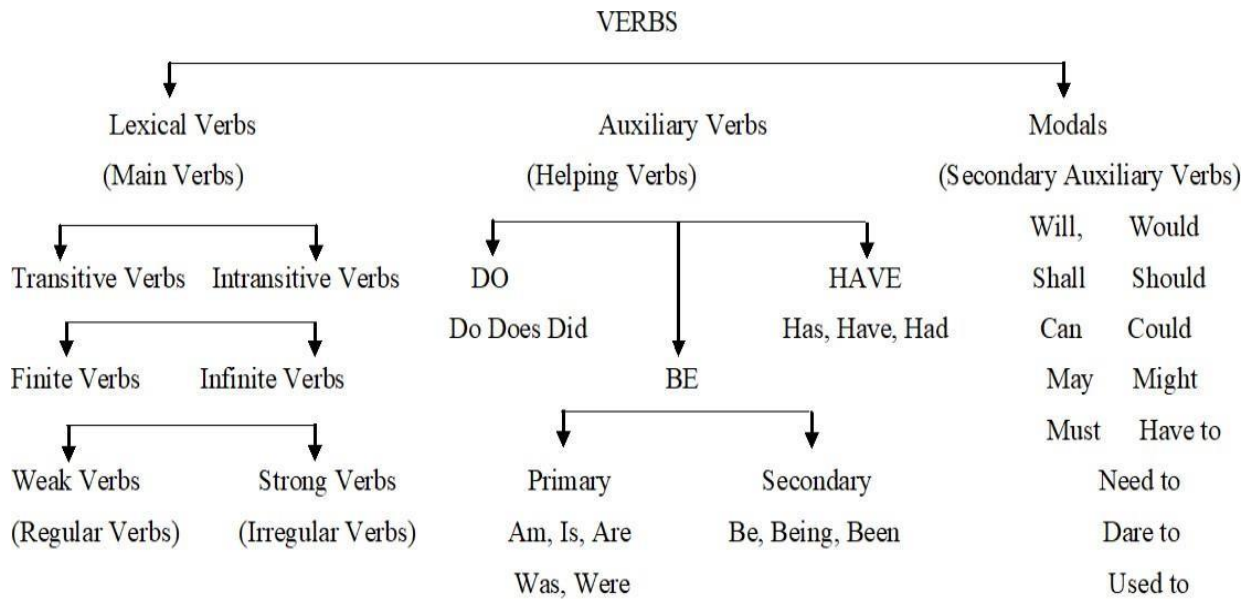 VERBS
Lexical Verbs Auxiliary Verbs Modals
(Main Verbs) (Helping Verbs) (Secondary Auxiliary Verbs)
Will, Would
Transitive Verbs Intransitive Verbs DO HAVE Shall Should
Do Does Did Has, Have, Had Can Could
Finite Verbs Infinite Verbs BE May Might
Must Have to
Weak Verbs Strong Verbs Primary Secondary Need to
(Regular Verbs) (Irregular Verbs) Am, Is, Are Be, Being, Been Dare to
Was, Were Used to